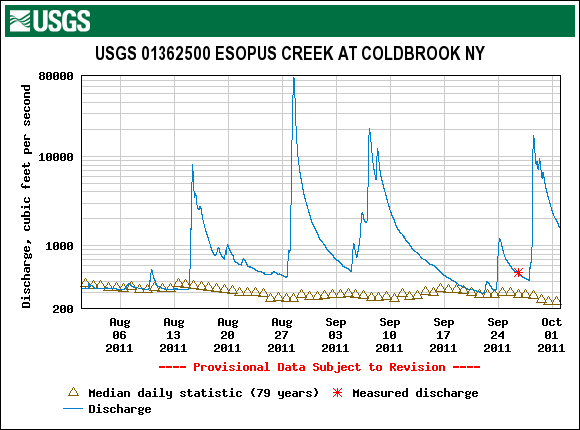 USGS
USGS 01362500 ESOPUS CREEK AT COLDBROOK NY
Discharge, cubic feet per second
80000
10000
1000
200
Aug 06 2011
Aug 13 2011
Aug 20 2011
Aug 27 2011
Sep 03 2011
Sep 10 2011
Sep 17 2011
Sep 24 2011
Oct 01 2011
---- Provisional Data Subject to Revision ----
Median daily statistic (79 years)
Measured discharge
Discharge